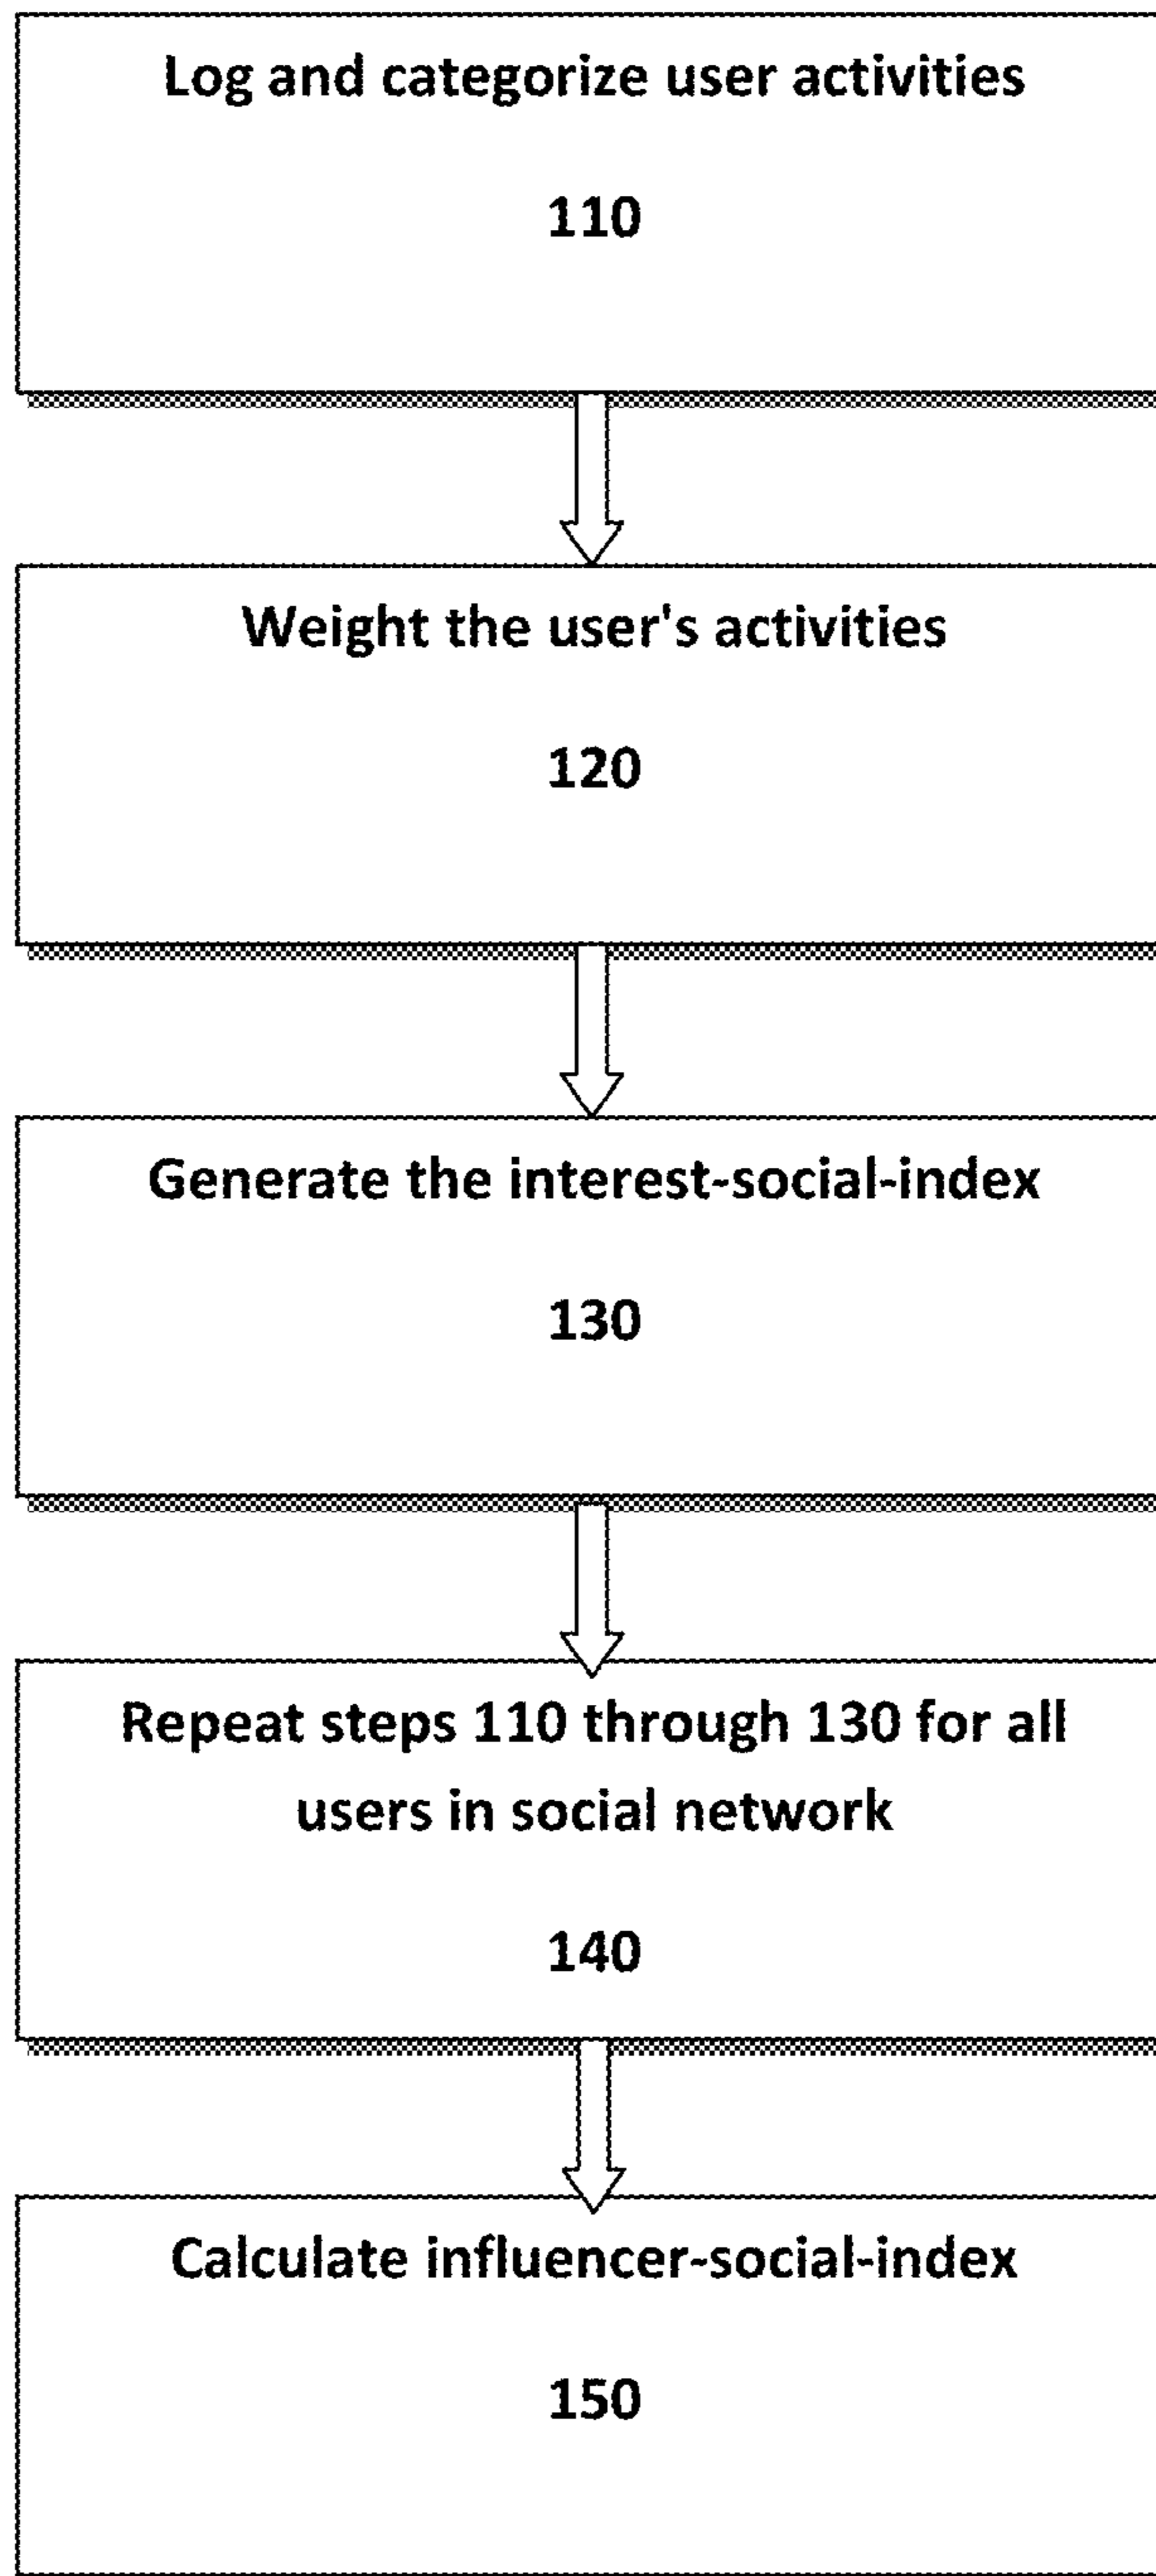 Log and categorize user activities
110
Weight the user's activities
120
Generate the interest-social-index
130
Repeat steps 110 through 130 for all
users in social network
140
Calculate influencer-social-index
150